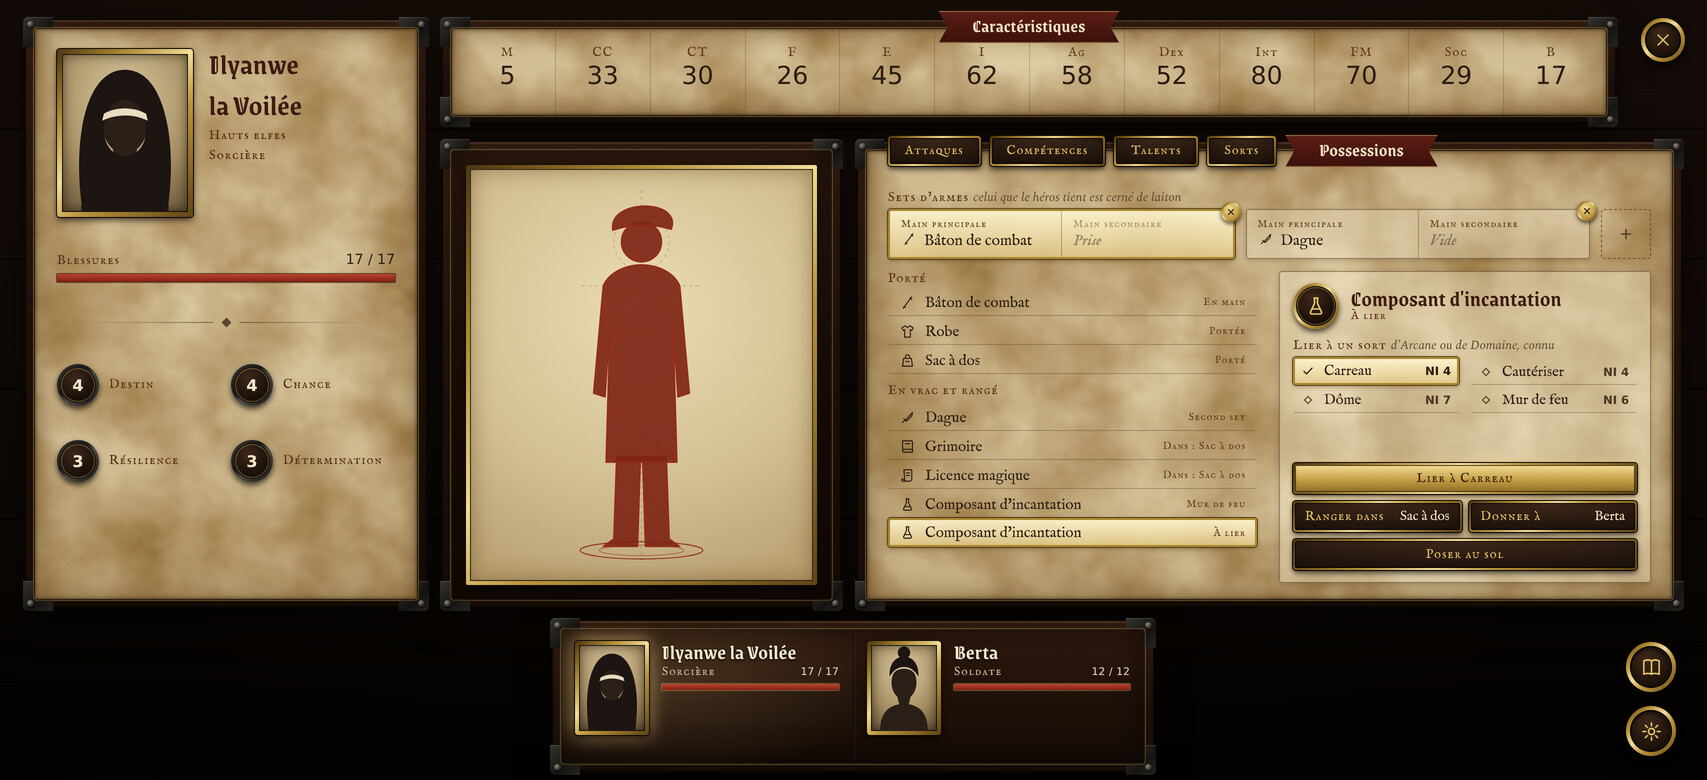 Ilyanwe
la Voilée
Hauts elfes
Sorcière
Blessures 17 / 17
4 Destin 4 Chance
3 Résilience 3 Détermination
Caractéristiques
M CC CT F E I Ag Dex Int FM Soc B
5 33 30 26 45 62 58 52 80 70 29 17
Attaques Compétences Talents Sorts Possessions
Sets d'armes celui que le héros tient est cerné de laiton
Main principale Main secondaire Main principale Main secondaire
Bâton de combat Prise Dague Vide
+
Porté
Bâton de combat En main
Robe Portée
Sac à dos Porté
En vrac et rangé
Dague Second set
Grimoire Dans : Sac à dos
Licence magique Dans : Sac à dos
Composant d'incantation Mur de feu
Composant d'incantation À lier
Composant d'incantation
À lier
Lier à un sort d'Arcane ou de Domaine, connu
Carreau NI 4 Cautériser NI 4
Dôme NI 7 Mur de feu NI 6
Lier à Carreau
Ranger dans Sac à dos Donner à Berta
Poser au sol
Ilyanwe la Voilée
Sorcière 17 / 17
Berta
Soldate 12 / 12